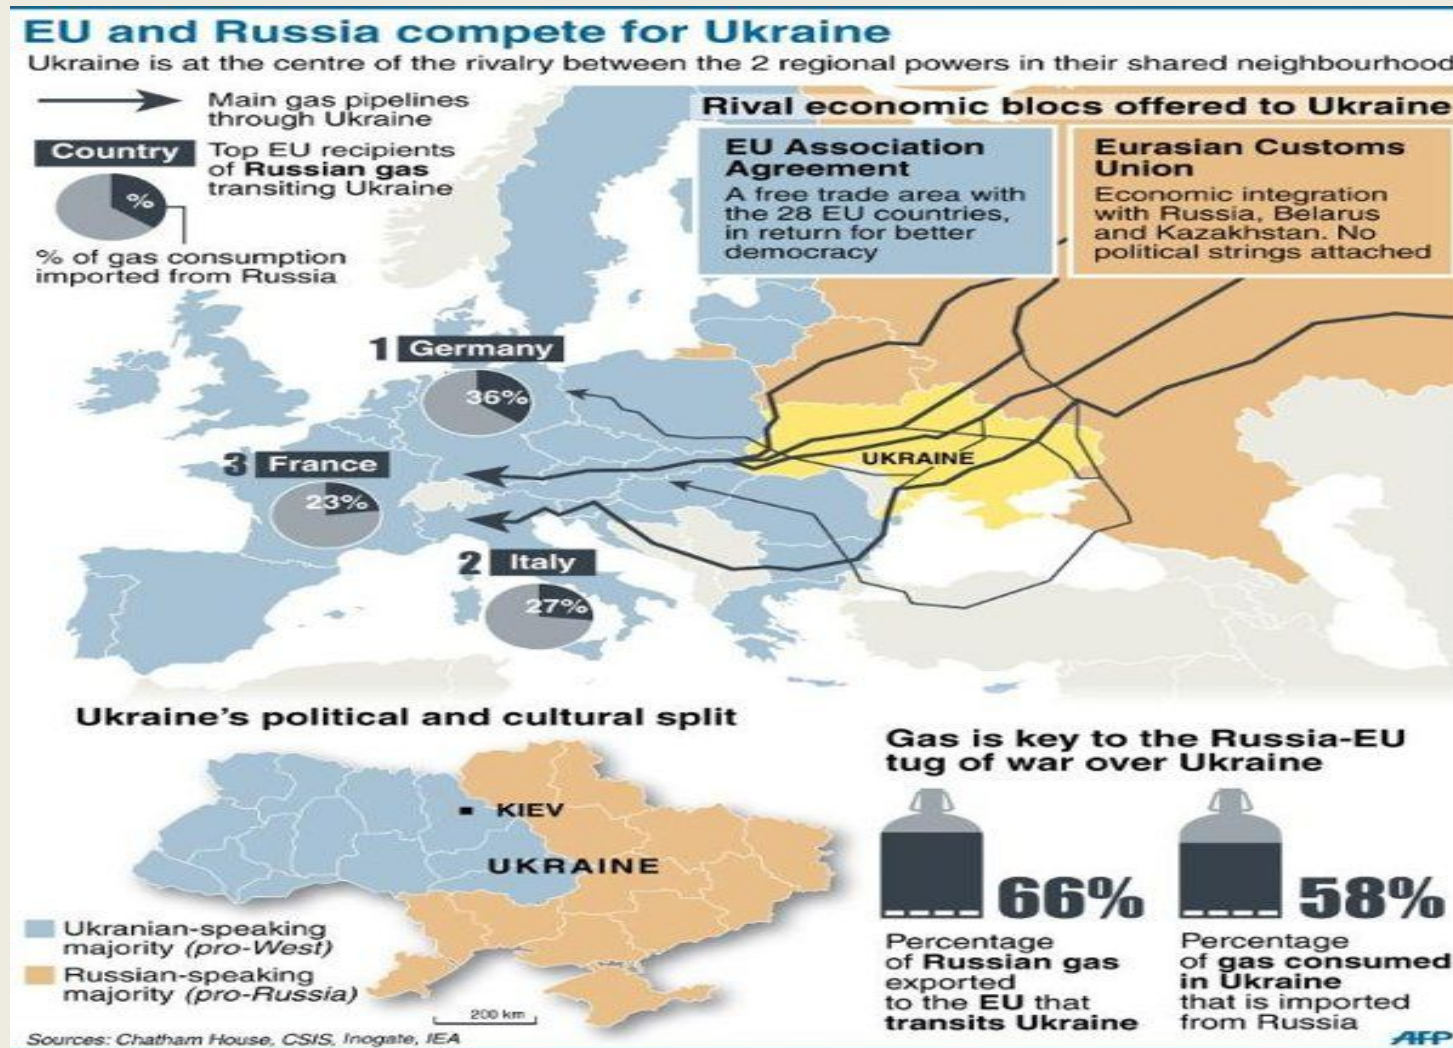 EU and Russia compete for Ukraine
Ukraine is at the centre of the rivalry between the 2 regional powers in their shared neighbourhood
Main gas pipelines
through Ukraine
Country
Top EU recipients
of Russian gas
transiting Ukraine
%
% of gas consumption
imported from Russia
Rival economic blocs offered to Ukraine
EU Association
Agreement
A free trade area with
the 28 EU countries,
in return for better
democracy
Eurasian Customs
Union
Economic integration
with Russia, Belarus
and Kazakhstan. No
political strings attached
1 Germany
36%
3 France
23%
2 Italy
27%
UKRAINE
Ukraine's political and cultural split
KIEV
UKRAINE
Ukranian-speaking
majority (pro-West)
Russian-speaking
majority (pro-Russia)
200 km
Sources: Chatham House, CSIS, Inogate, IEA
Gas is key to the Russia-EU
tug of war over Ukraine
66%
Percentage
of Russian gas
exported
to the EU that
transits Ukraine
58%
Percentage
of gas consumed
in Ukraine
that is imported
from Russia
AFP